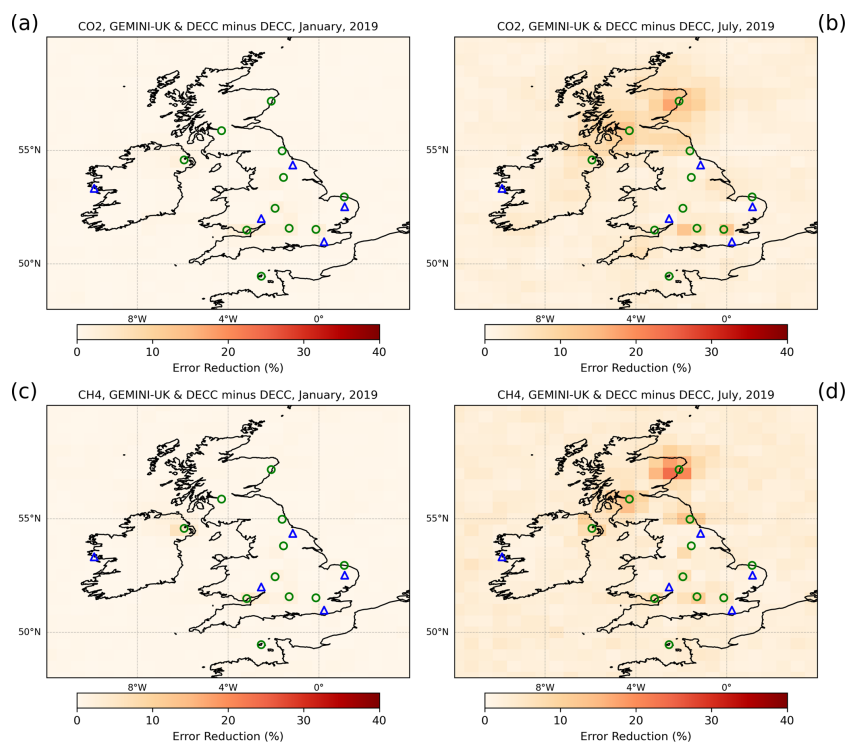 (a)
CO2, GEMINI-UK & DECC minus DECC, January, 2019
55°N
50°N
8°W 4°W 0°
0 10 20 30 40
Error Reduction (%)
(b)
CO2, GEMINI-UK & DECC minus DECC, July, 2019
55°N
50°N
8°W 4°W 0°
0 10 20 30 40
Error Reduction (%)
(c)
CH4, GEMINI-UK & DECC minus DECC, January, 2019
55°N
50°N
8°W 4°W 0°
0 10 20 30 40
Error Reduction (%)
(d)
CH4, GEMINI-UK & DECC minus DECC, July, 2019
55°N
50°N
8°W 4°W 0°
0 10 20 30 40
Error Reduction (%)